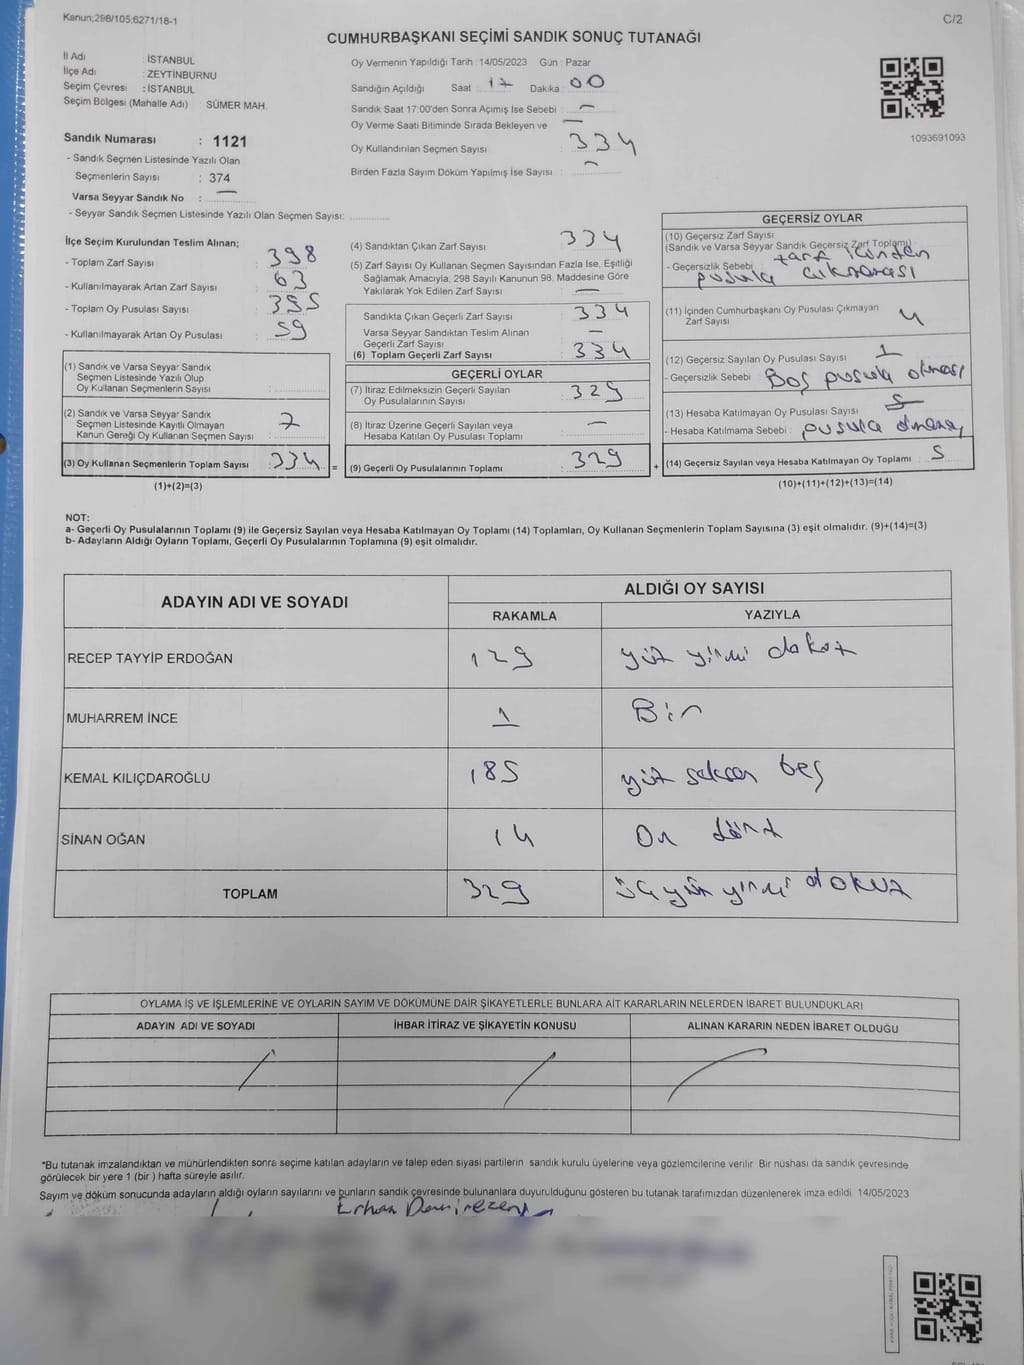 Kanun;298/105;6271/18-1
C/2
CUMHURBAŞKANI SEÇİMİ SANDIK SONUÇ TUTANAĞI
İl Adı : İSTANBUL
İlçe Adı : ZEYTİNBURNU
Seçim Çevresi : İSTANBUL
Seçim Bölgesi (Mahalle Adı) : SÜMER MAH.
Oy Vermenin Yapıldığı Tarih : 14/05/2023 Gün : Pazar
Sandığın Açıldığı Saat 17 Dakika 00
Sandık Saat 17:00'den Sonra Açımış İse Sebebi : —
Oy Verme Saati Bitiminde Sırada Bekleyen ve —
Oy Kullandırılan Seçmen Sayısı : 334
Birden Fazla Sayım Döküm Yapılmış İse Sayısı : —
1093691093
Sandık Numarası : 1121
- Sandık Seçmen Listesinde Yazılı Olan
Seçmenlerin Sayısı : 374
Varsa Seyyar Sandık No : —
- Seyyar Sandık Seçmen Listesinde Yazılı Olan Seçmen Sayısı:
İlçe Seçim Kurulundan Teslim Alınan;
- Toplam Zarf Sayısı : 398
- Kullanılmayarak Artan Zarf Sayısı : 63
- Toplam Oy Pusulası Sayısı : 395
- Kullanılmayarak Artan Oy Pusulası : 59
(1) Sandık ve Varsa Seyyar Sandık
Seçmen Listesinde Yazılı Olup
Oy Kullanan Seçmenlerin Sayısı :
(2) Sandık ve Varsa Seyyar Sandık
Seçmen Listesinde Kayıtlı Olmayan
Kanun Gereği Oy Kullanan Seçmen Sayısı : 7
(3) Oy Kullanan Seçmenlerin Toplam Sayısı : 334 =
(1)+(2)=(3)
(4) Sandıktan Çıkan Zarf Sayısı : 334
(5) Zarf Sayısı Oy Kullanan Seçmen Sayısından Fazla İse, Eşitliği
Sağlamak Amacıyla, 298 Sayılı Kanunun 98. Maddesine Göre
Yakılarak Yok Edilen Zarf Sayısı : —
Sandıkta Çıkan Geçerli Zarf Sayısı : 334
Varsa Seyyar Sandıktan Teslim Alınan
Geçerli Zarf Sayısı : —
(6) Toplam Geçerli Zarf Sayısı : 334
GEÇERLİ OYLAR
(7) İtiraz Edilmeksizin Geçerli Sayılan
Oy Pusulalarının Sayısı : 329
(8) İtiraz Üzerine Geçerli Sayılan veya
Hesaba Katılan Oy Pusulaları Toplamı : —
(9) Geçerli Oy Pusulalarının Toplamı : 329 +
GEÇERSİZ OYLAR
(10) Geçersiz Zarf Sayısı
(Sandık ve Varsa Seyyar Sandık Geçersiz Zarf Toplamı)
- Geçersizlik Sebebi : zarf içinden
pusula çıkmaması
(11) İçinden Cumhurbaşkanı Oy Pusulası Çıkmayan
Zarf Sayısı : 4
(12) Geçersiz Sayılan Oy Pusulası Sayısı : 1
- Geçersizlik Sebebi : Boş pusula olması
(13) Hesaba Katılmayan Oy Pusulası Sayısı :
- Hesaba Katılmama Sebebi : pusula olmaması
(14) Geçersiz Sayılan veya Hesaba Katılmayan Oy Toplamı : 5
(10)+(11)+(12)+(13)=(14)
NOT:
a- Geçerli Oy Pusulalarının Toplamı (9) ile Geçersiz Sayılan veya Hesaba Katılmayan Oy Toplamı (14) Toplamları, Oy Kullanan Seçmenlerin Toplam Sayısına (3) eşit olmalıdır. (9)+(14)=(3)
b- Adayların Aldığı Oyların Toplamı, Geçerli Oy Pusulalarının Toplamına (9) eşit olmalıdır.
ADAYIN ADI VE SOYADI
ALDIĞI OY SAYISI
RAKAMLA YAZIYLA
RECEP TAYYİP ERDOĞAN 129 yüz yirmi dokuz
MUHARREM İNCE 1 Bir
KEMAL KILIÇDAROĞLU 185 yüz seksen beş
SİNAN OĞAN 14 On dört
TOPLAM 329 üç yüz yirmi dokuz
OYLAMA İŞ VE İŞLEMLERİNE VE OYLARIN SAYIM VE DÖKÜMÜNE DAİR ŞİKAYETLERLE BUNLARA AİT KARARLARIN NELERDEN İBARET BULUNDUKLARI
ADAYIN ADI VE SOYADI İHBAR İTİRAZ VE ŞİKAYETİN KONUSU ALINAN KARARIN NEDEN İBARET OLDUĞU
*Bu tutanak imzalandıktan ve mühürlendikten sonra seçime katılan adayların ve talep eden siyasi partilerin sandık kurulu üyelerine veya gözlemcilerine verilir. Bir nüshası da sandık çevresinde
görülecek bir yere 1 (bir) hafta süreyle asılır.
Sayım ve döküm sonucunda adayların aldığı oyların sayılarını ve bunların sandık çevresinde bulunanlara duyurulduğunu gösteren bu tutanak tarafımızdan düzenlenerek imza edildi. 14/05/2023
Erhan Demirezen